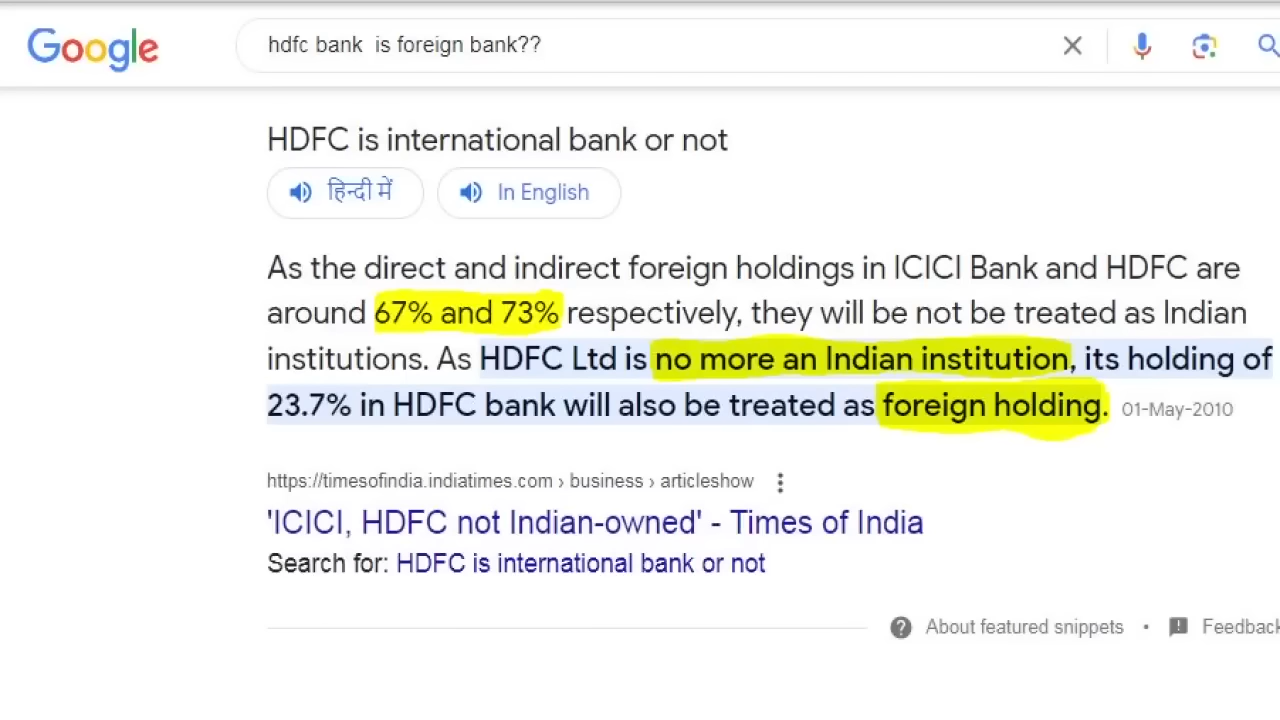 Google
hdfc bank  is foreign bank??
HDFC is international bank or not
हिन्दी में
In English
As the direct and indirect foreign holdings in ICICI Bank and HDFC are
around 67% and 73% respectively, they will be not be treated as Indian
institutions. As HDFC Ltd is no more an Indian institution, its holding of
23.7% in HDFC bank will also be treated as foreign holding. 01-May-2010
https://timesofindia.indiatimes.com › business › articleshow
'ICICI, HDFC not Indian-owned' - Times of India
Search for: HDFC is international bank or not
About featured snippets • Feedback